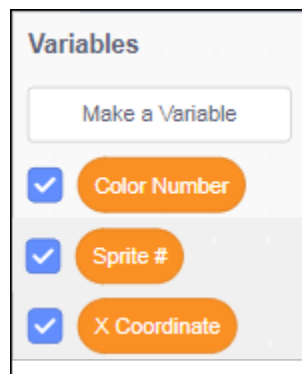 Variables
Make a Variable
Color Number
Sprite #
X Coordinate